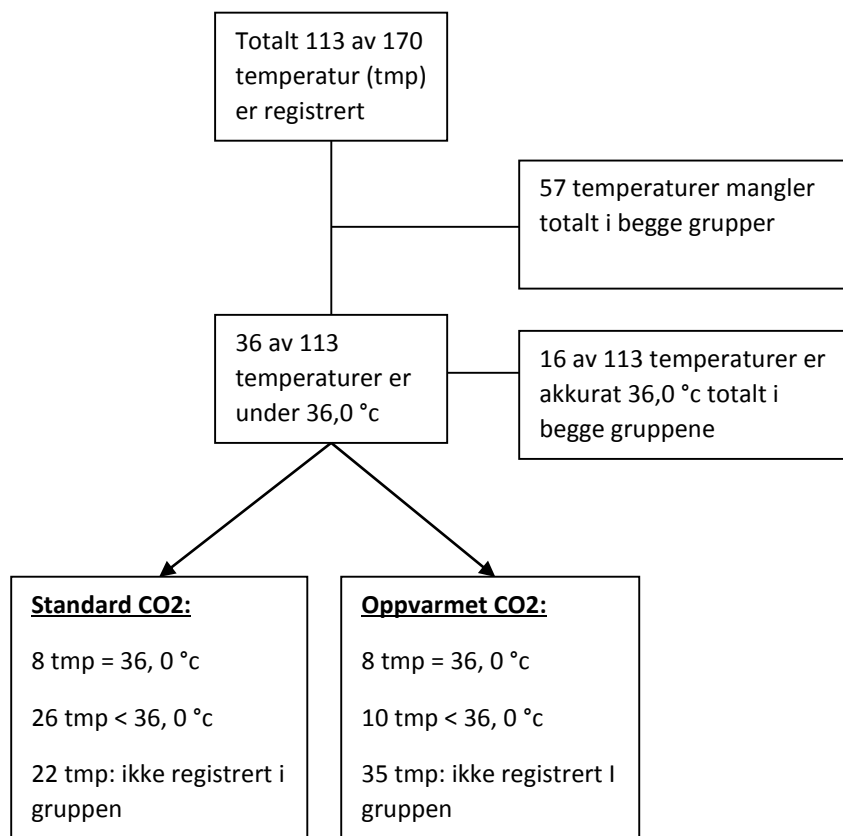 Totalt 113 av 170
temperatur (tmp)
er registrert
57 temperaturer mangler
totalt i begge grupper
36 av 113
temperaturer er
under 36,0 °c
16 av 113 temperaturer er
akkurat 36,0 °c totalt i
begge gruppene
Standard CO2:
8 tmp = 36, 0 °c
26 tmp < 36, 0 °c
22 tmp: ikke registrert i
gruppen
Oppvarmet CO2:
8 tmp = 36, 0 °c
10 tmp < 36, 0 °c
35 tmp: ikke registrert I
gruppen